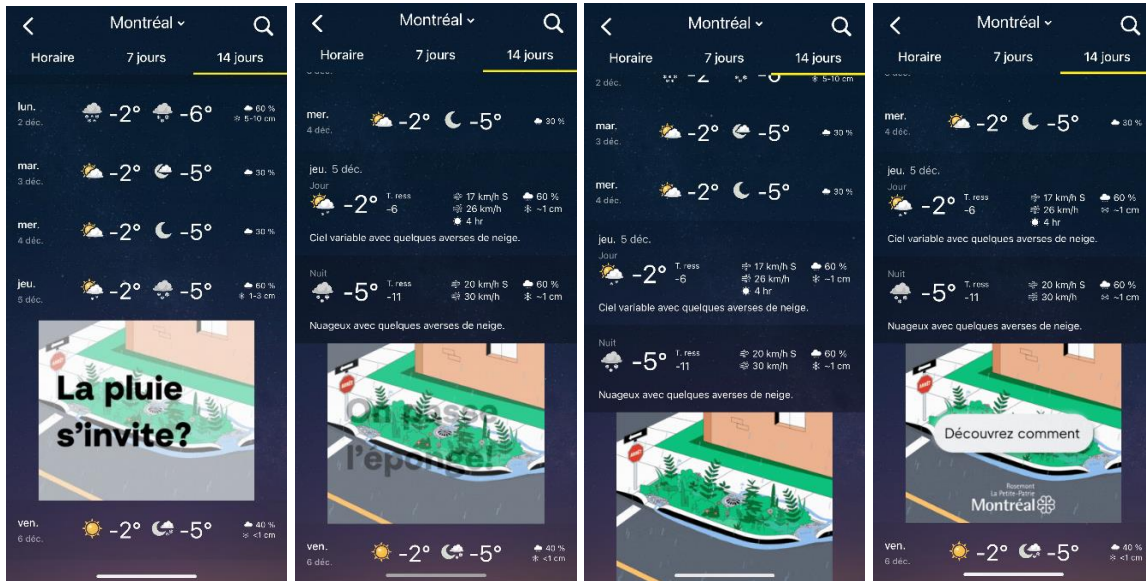 Montréal
Horaire 7 jours 14 jours
lun. -2° -6° 60 %
2 déc. 5-10 cm
mar. -2° -5° 30 %
3 déc.
mer. -2° -5° 30 %
4 déc.
jeu. -2° -5° 60 %
5 déc. 1-3 cm
La pluie
s'invite?
ven. -2° -5° 40 %
6 déc. <1 cm
Montréal
Horaire 7 jours 14 jours
mer. -2° -5° 30 %
4 déc.
jeu. 5 déc.
Jour
-2° T. ress 17 km/h S 60 %
-6 26 km/h ~1 cm
4 hr
Ciel variable avec quelques averses de neige.
Nuit
-5° T. ress 20 km/h S 60 %
-11 30 km/h ~1 cm
Nuageux avec quelques averses de neige.
ARRÊT
On passe
l'éponge!
ven. -2° -5° 40 %
6 déc. <1 cm
Montréal
Horaire 7 jours 14 jours
2 déc. 5-10 cm
mar. -2° -5° 30 %
3 déc.
mer. -2° -5° 30 %
4 déc.
jeu. 5 déc.
Jour
-2° T. ress 17 km/h S 60 %
-6 26 km/h ~1 cm
4 hr
Ciel variable avec quelques averses de neige.
Nuit
-5° T. ress 20 km/h S 60 %
-11 30 km/h ~1 cm
Nuageux avec quelques averses de neige.
ARRÊT
Montréal
Horaire 7 jours 14 jours
mer. -2° -5° 30 %
4 déc.
jeu. 5 déc.
Jour
-2° T. ress 17 km/h S 60 %
-6 26 km/h ~1 cm
4 hr
Ciel variable avec quelques averses de neige.
Nuit
-5° T. ress 20 km/h S 60 %
-11 30 km/h ~1 cm
Nuageux avec quelques averses de neige.
ARRÊT
Découvrez comment
Rosemont
La Petite-Patrie
Montréal
ven. -2° -5° 40 %
6 déc. <1 cm